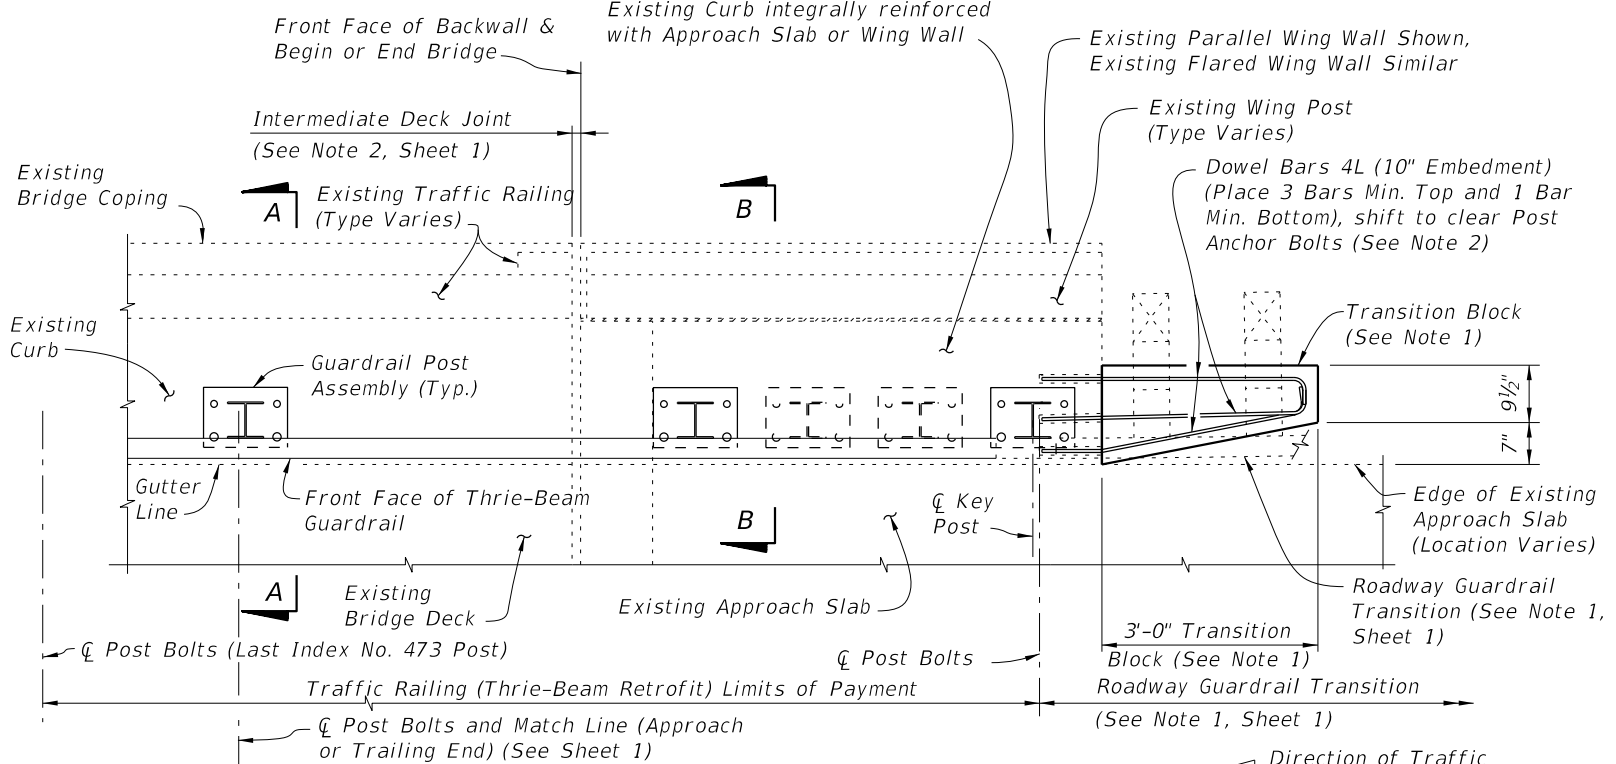 Front Face of Backwall &
Begin or End Bridge
Existing Curb integrally reinforced
with Approach Slab or Wing Wall
Existing Parallel Wing Wall Shown,
Existing Flared Wing Wall Similar
Intermediate Deck Joint
(See Note 2, Sheet 1)
Existing Wing Post
(Type Varies)
Existing
Bridge Coping
A
Existing Traffic Railing
(Type Varies)
B
Dowel Bars 4L (10" Embedment)
(Place 3 Bars Min. Top and 1 Bar
Min. Bottom), shift to clear Post
Anchor Bolts (See Note 2)
Existing
Curb
Guardrail Post
Assembly (Typ.)
Transition Block
(See Note 1)
9½"
7"
Gutter
Line
Front Face of Thrie-Beam
Guardrail
B
℄ Key
Post
Edge of Existing
Approach Slab
(Location Varies)
A
Existing
Bridge Deck
Existing Approach Slab
Roadway Guardrail
Transition (See Note 1,
Sheet 1)
3'-0" Transition
Block (See Note 1)
℄ Post Bolts (Last Index No. 473 Post)
℄ Post Bolts
Traffic Railing (Thrie-Beam Retrofit) Limits of Payment
Roadway Guardrail Transition
(See Note 1, Sheet 1)
℄ Post Bolts and Match Line (Approach
or Trailing End) (See Sheet 1)
Direction of Traffic